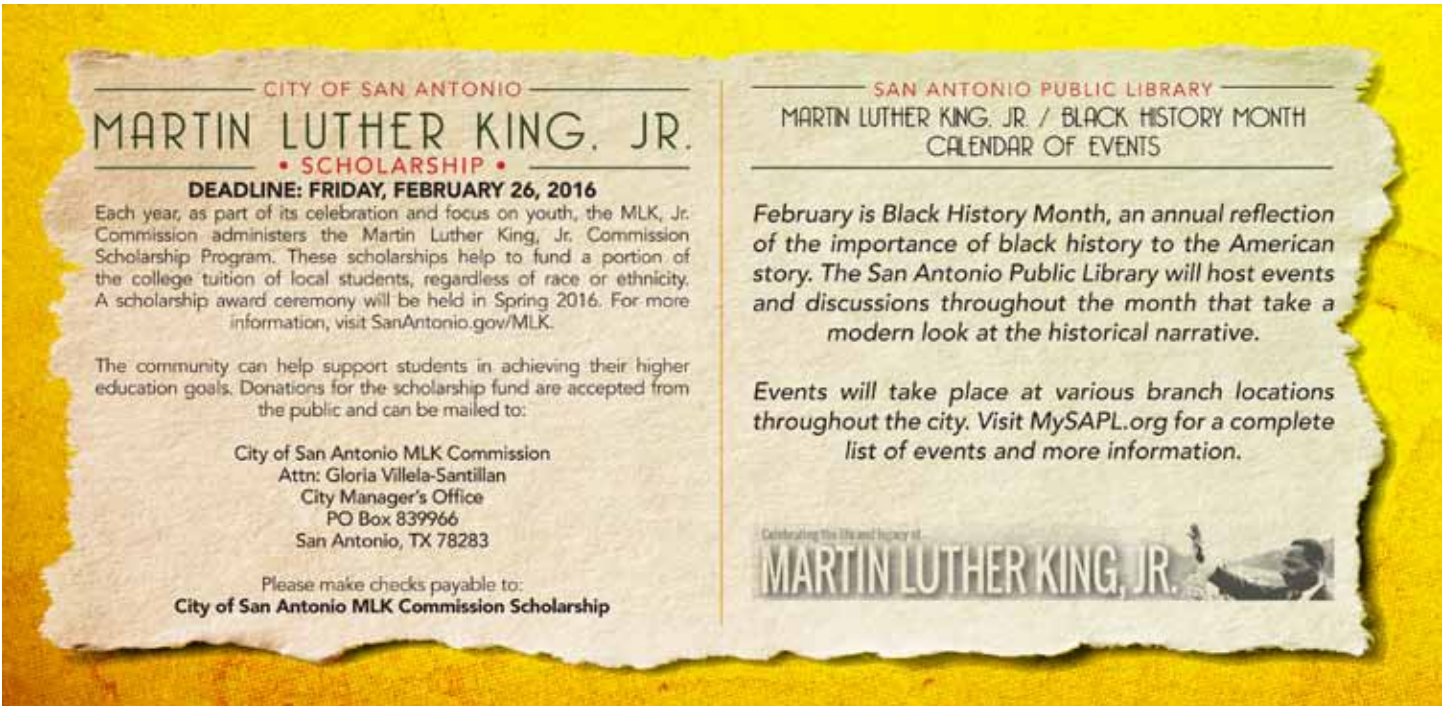 CITY OF SAN ANTONIO
MARTIN LUTHER KING, JR.
• SCHOLARSHIP •
DEADLINE: FRIDAY, FEBRUARY 26, 2016
Each year, as part of its celebration and focus on youth, the MLK, Jr.
Commission administers the Martin Luther King, Jr. Commission
Scholarship Program. These scholarships help to fund a portion of
the college tuition of local students, regardless of race or ethnicity.
A scholarship award ceremony will be held in Spring 2016. For more
information, visit SanAntonio.gov/MLK.
The community can help support students in achieving their higher
education goals. Donations for the scholarship fund are accepted from
the public and can be mailed to:
City of San Antonio MLK Commission
Attn: Gloria Villela-Santillan
City Manager's Office
PO Box 839966
San Antonio, TX 78283
Please make checks payable to:
City of San Antonio MLK Commission Scholarship
SAN ANTONIO PUBLIC LIBRARY
MARTIN LUTHER KING, JR. / BLACK HISTORY MONTH
CALENDAR OF EVENTS
February is Black History Month, an annual reflection
of the importance of black history to the American
story. The San Antonio Public Library will host events
and discussions throughout the month that take a
modern look at the historical narrative.
Events will take place at various branch locations
throughout the city. Visit MySAPL.org for a complete
list of events and more information.
Celebrating the life and legacy of
MARTIN LUTHER KING, JR.